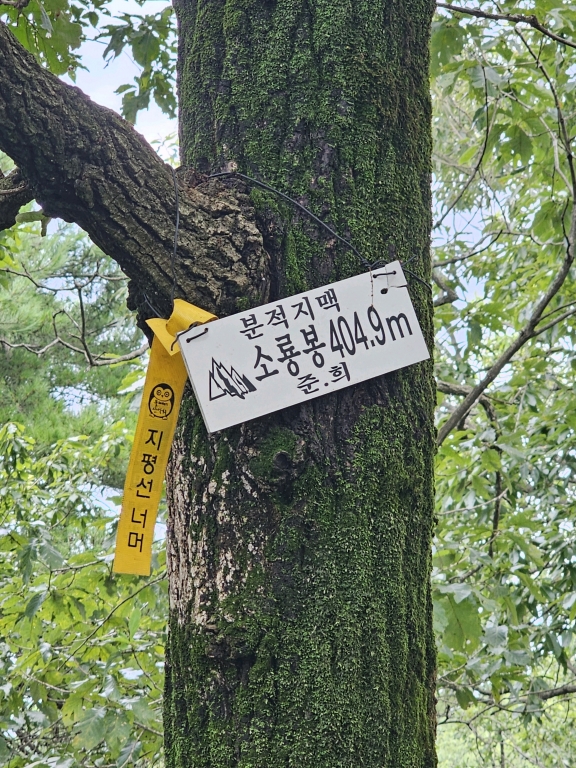 분적지맥
소룡봉 404.9m
준.희
지평선 너머